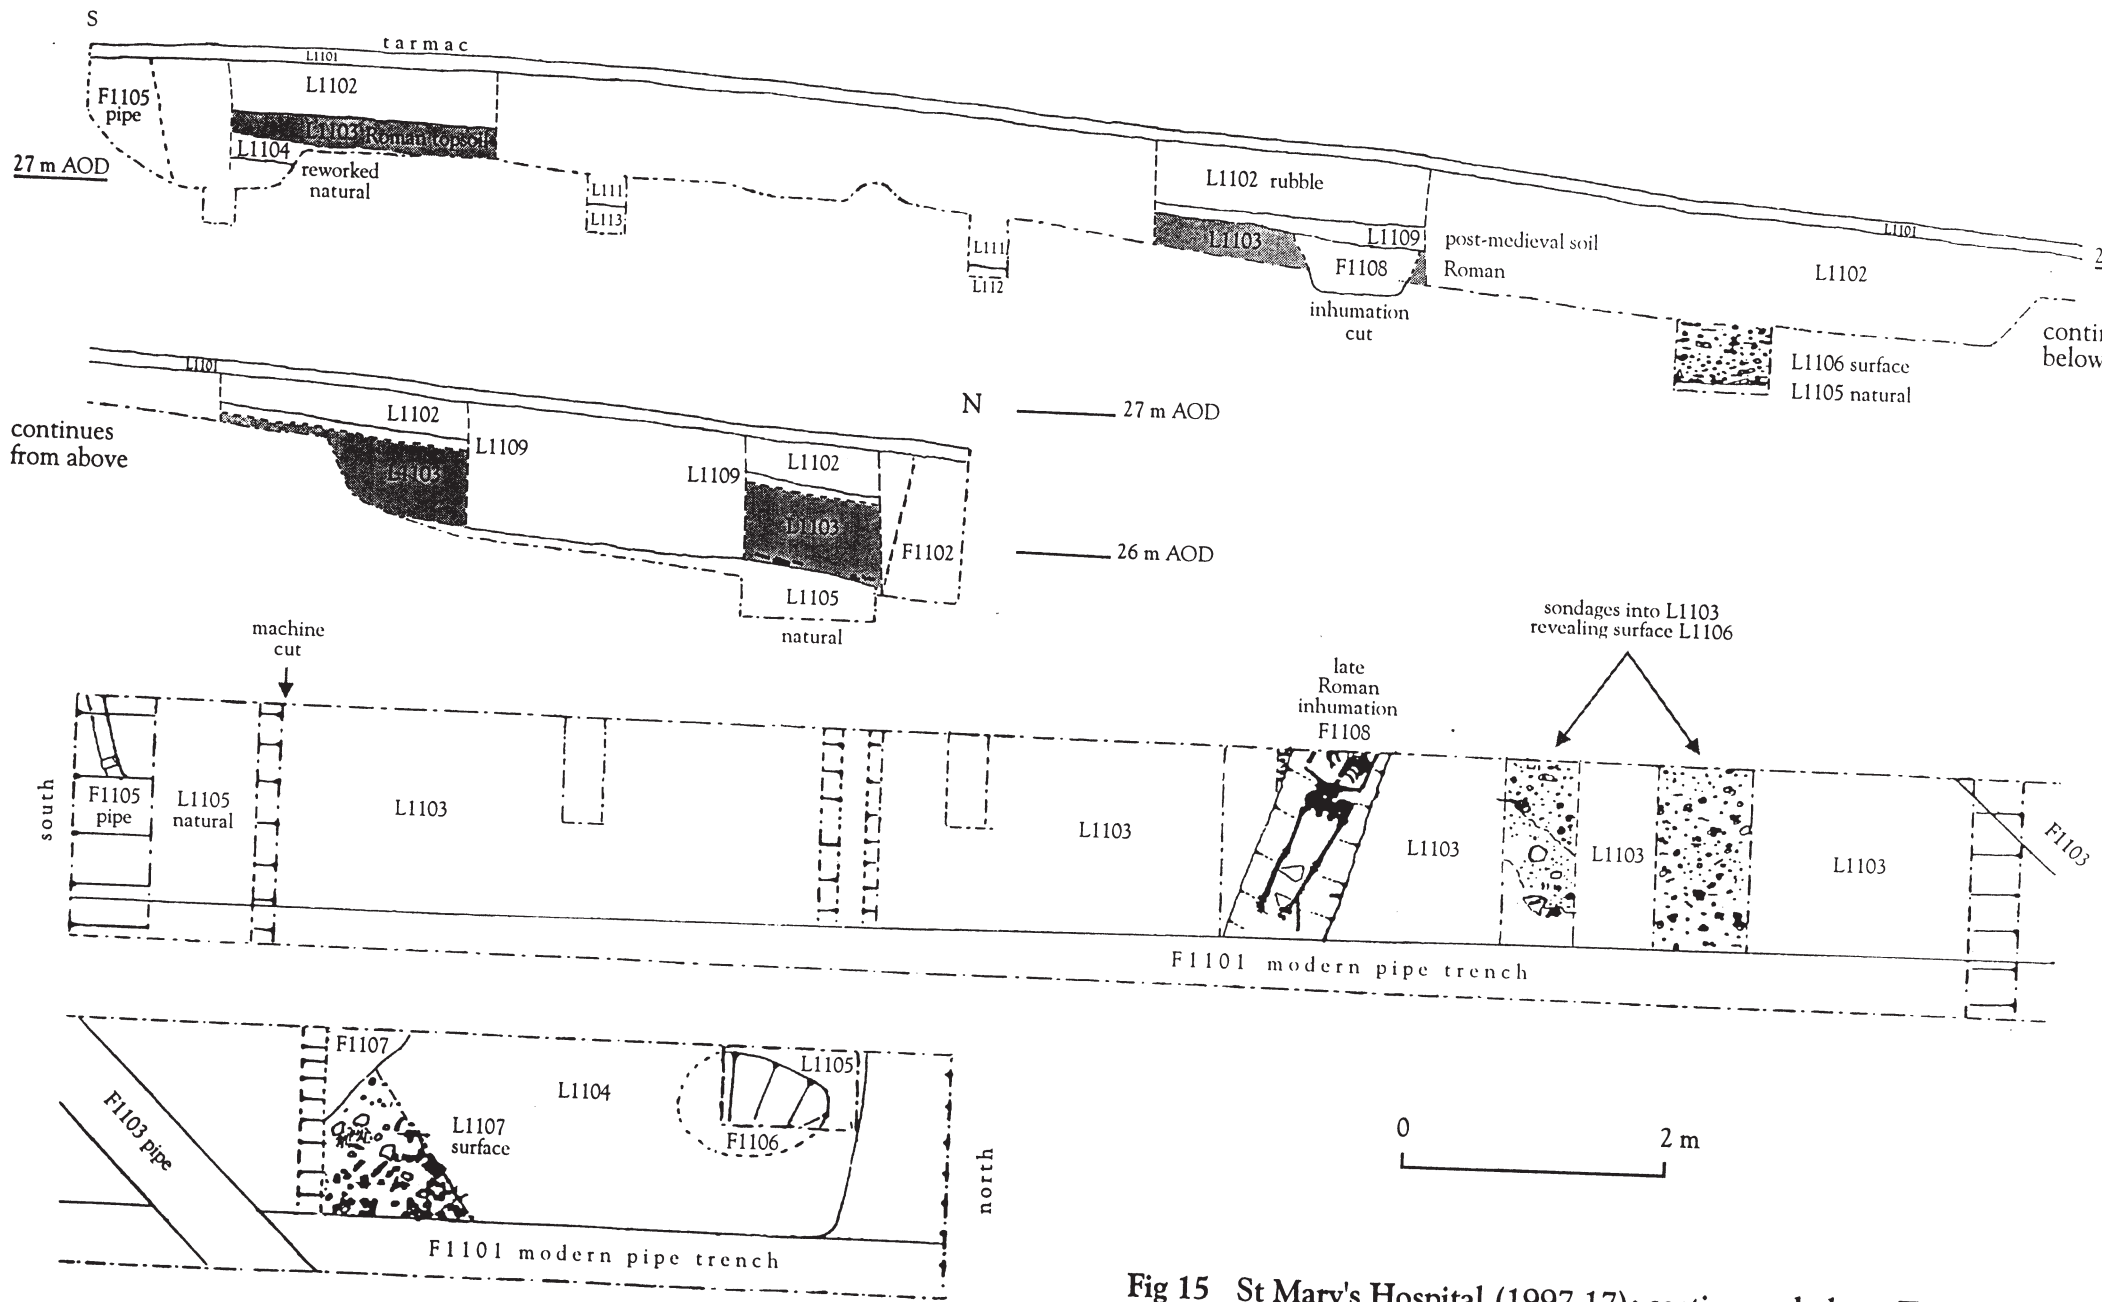 S
tarmac
L1101
L1102
F1105
pipe
L1103 Roman topsoil
L1104
reworked
natural
27 m AOD
L111
L113
L111
L112
L1102 rubble
L1103
L1109
post-medieval soil
F1108
Roman
inhumation
cut
L1101
L1102
L1106 surface
L1105 natural
below
L1101
L1102
L1109
L1103
continues
from above
N
27 m AOD
L1109
L1102
L1103
F1102
26 m AOD
L1105
natural
machine
cut
sondages into L1103
revealing surface L1106
late
Roman
inhumation
F1108
south
F1105
pipe
L1105
natural
L1103
L1103
L1103
L1103
L1103
F1103
F1101 modern pipe trench
F1103 pipe
F1107
L1104
L1107
surface
L1105
F1106
north
F1101 modern pipe trench
0
2 m
Fig 15 St Mary's Hospital (1997.17):